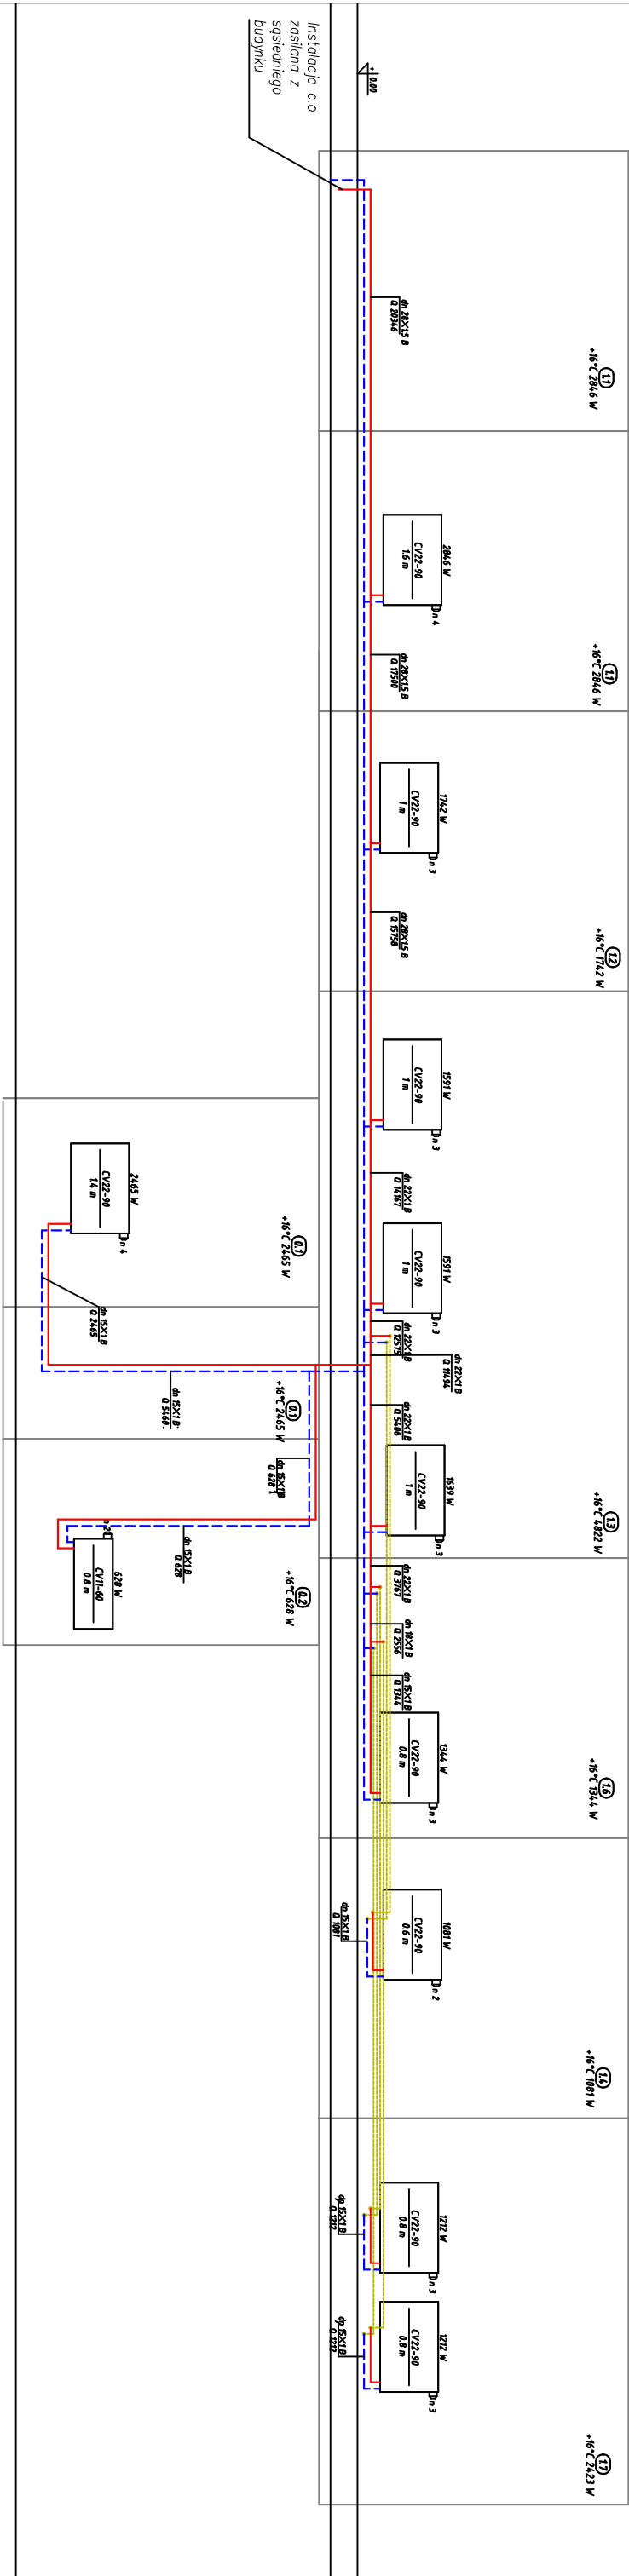 Instalacja c.o
zasilana z
sąsiedniego
budynku
+ 0.00
dn 28X1.5 B
Q 20346
1.1
+16°C 2846 W
2846 W
CV22-90
1.6 m
n 4
dn 28X1.5 B
Q 17500
1.1
+16°C 2846 W
1742 W
CV22-90
1 m
n 3
dn 28X1.5 B
Q 15758
1.2
+16°C 1742 W
1591 W
CV22-90
1 m
n 3
dn 22X1 B
Q 14167
1591 W
CV22-90
1 m
n 3
dn 22X1 B
Q 12575
dn 22X1 B
Q 11494
dn 22X1 B
Q 5406
1639 W
CV22-90
1 m
n 3
1.3
+16°C 4822 W
dn 22X1 B
Q 3767
dn 18X1 B
Q 2556
dn 15X1 B
Q 1344
1344 W
CV22-90
0.8 m
n 3
1.6
+16°C 1344 W
1081 W
CV22-90
0.6 m
n 2
dn 15X1 B
Q 1081
1.4
+16°C 1081 W
1212 W
CV22-90
0.8 m
n 3
dn 15X1 B
Q 1212
1212 W
CV22-90
0.8 m
n 3
dn 15X1 B
Q 1212
1.7
+16°C 2423 W
2465 W
CV22-90
1.4 m
n 4
0.1
+16°C 2465 W
dn 15X1 B
Q 2465
dn 15X1 B
Q 5460
0.1
+16°C 2465 W
dn 15X1 B
Q 628
dn 15X1 B
Q 628
n 2
628 W
CV11-60
0.8 m
0.2
+16°C 628 W